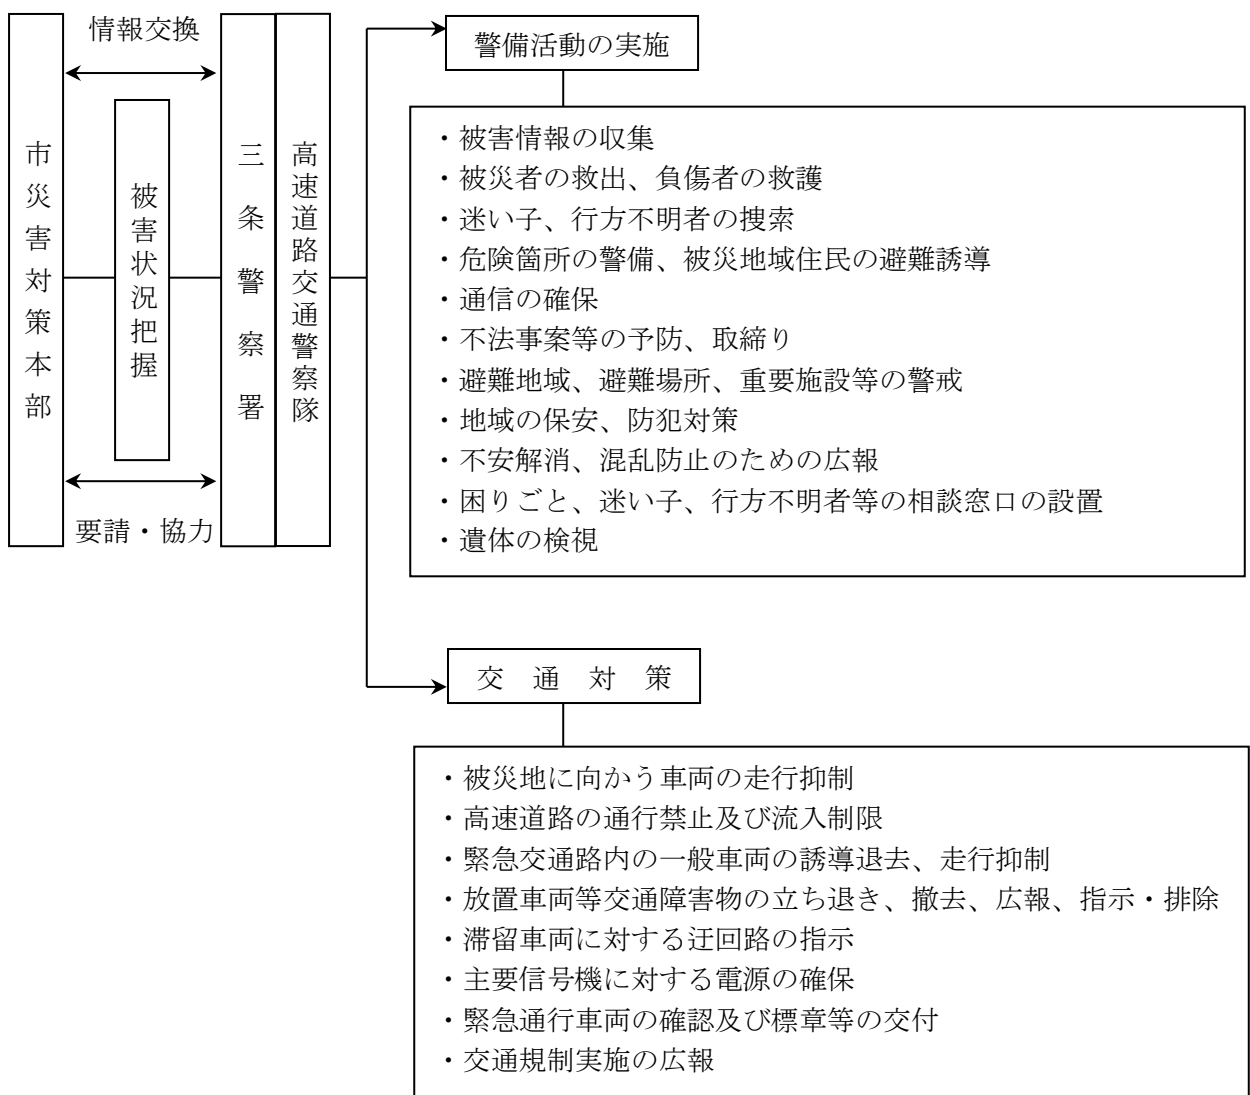 情報交換
市災害対策本部
被害状況把握
三条警察署
高速道路交通警察隊
要請・協力
警備活動の実施
・被害情報の収集
・被災者の救出、負傷者の救護
・迷い子、行方不明者の捜索
・危険箇所の警備、被災地域住民の避難誘導
・通信の確保
・不法事案等の予防、取締り
・避難地域、避難場所、重要施設等の警戒
・地域の保安、防犯対策
・不安解消、混乱防止のための広報
・困りごと、迷い子、行方不明者等の相談窓口の設置
・遺体の検視
交　通　対　策
・被災地に向かう車両の走行抑制
・高速道路の通行禁止及び流入制限
・緊急交通路内の一般車両の誘導退去、走行抑制
・放置車両等交通障害物の立ち退き、撤去、広報、指示・排除
・滞留車両に対する迂回路の指示
・主要信号機に対する電源の確保
・緊急通行車両の確認及び標章等の交付
・交通規制実施の広報